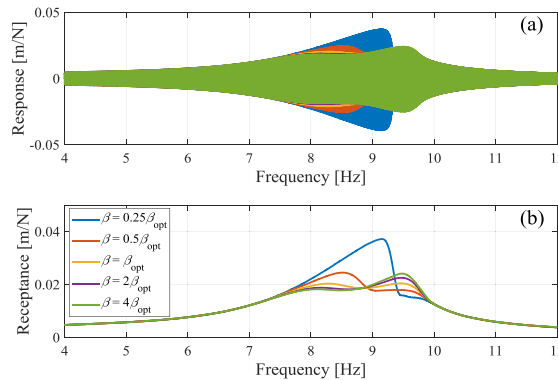 (a)
Response [m/N]
0.05
0
-0.05
4 5 6 7 8 9 10 11 12
Frequency [Hz]
(b)
Receptance [m/N]
0.04
0.02
0
β = 0.25β_opt
β = 0.5β_opt
β = β_opt
β = 2β_opt
β = 4β_opt
4 5 6 7 8 9 10 11 12
Frequency [Hz]